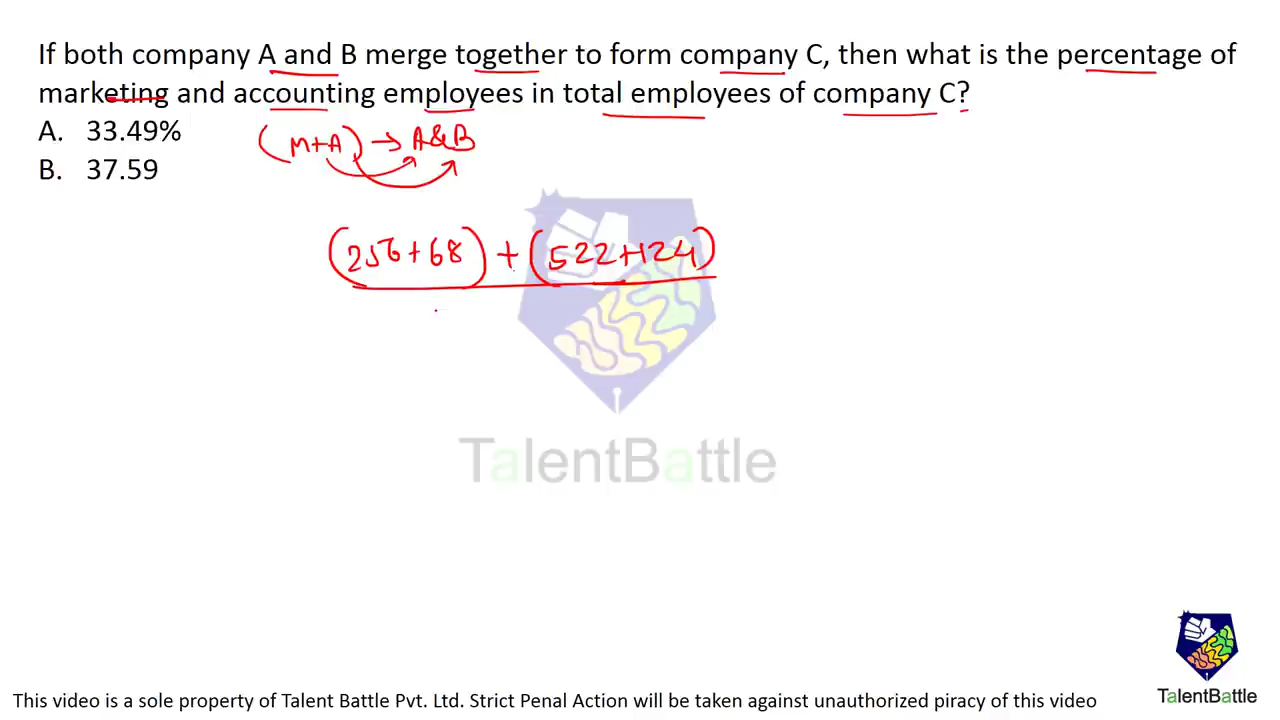 If both company A and B merge together to form company C, then what is the percentage of
marketing and accounting employees in total employees of company C?
A. 33.49%
B. 37.59
(M+A) → A&B
(256+68) + (522+124)
TalentBattle
TalentBattle
This video is a sole property of Talent Battle Pvt. Ltd. Strict Penal Action will be taken against unauthorized piracy of this video